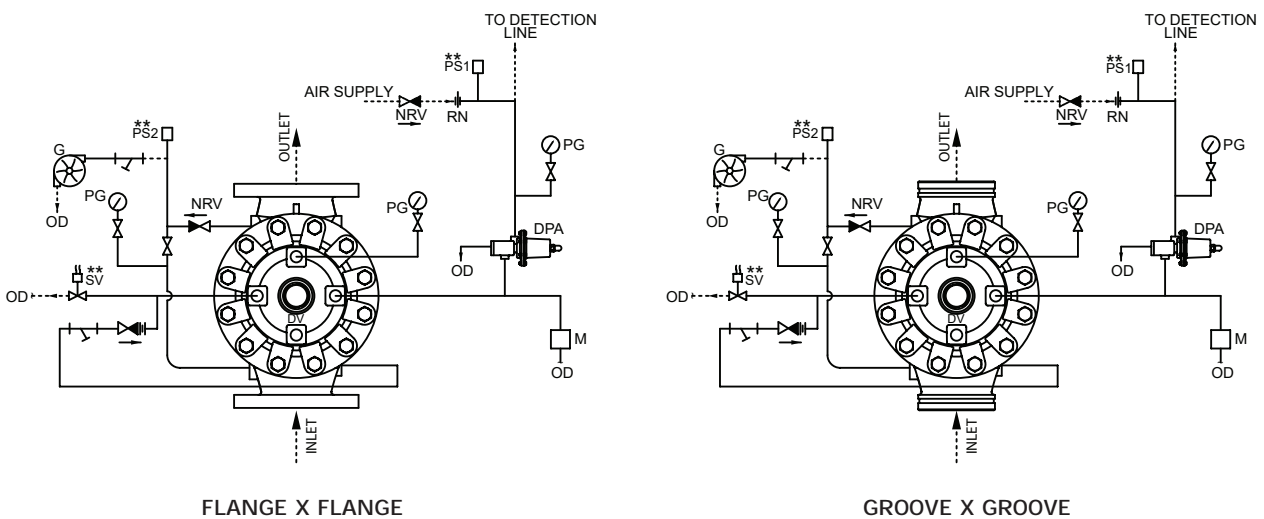 TO DETECTION
LINE
**
PS1
AIR SUPPLY
NRV
RN
**
PS2
G
OUTLET
PG
PG
NRV
PG
OD
DPA
OD
**
SV
OD
DV
M
OD
INLET
FLANGE X FLANGE
TO DETECTION
LINE
**
PS1
AIR SUPPLY
NRV
RN
**
PS2
G
OUTLET
PG
PG
NRV
PG
OD
DPA
OD
**
SV
OD
DV
M
OD
INLET
GROOVE X GROOVE